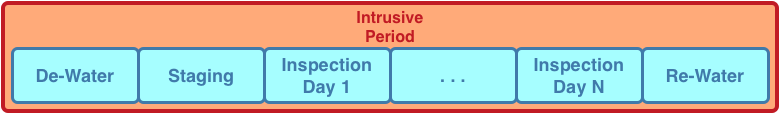 Intrusive
Period
De-Water
Staging
Inspection
Day 1
. . .
Inspection
Day N
Re-Water